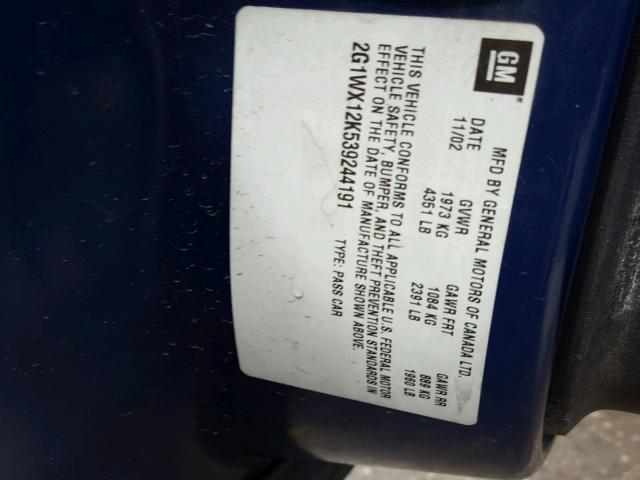 GM
MFD BY GENERAL MOTORS OF CANADA LTD.
DATE GVWR GAWR FRT GAWR RR
11/02 1973 KG 1084 KG 889 KG
4351 LB 2391 LB 1960 LB
THIS VEHICLE CONFORMS TO ALL APPLICABLE U.S. FEDERAL MOTOR
VEHICLE SAFETY, BUMPER, AND THEFT PREVENTION STANDARDS IN
EFFECT ON THE DATE OF MANUFACTURE SHOWN ABOVE.
2G1WX12K539244191 TYPE: PASS CAR